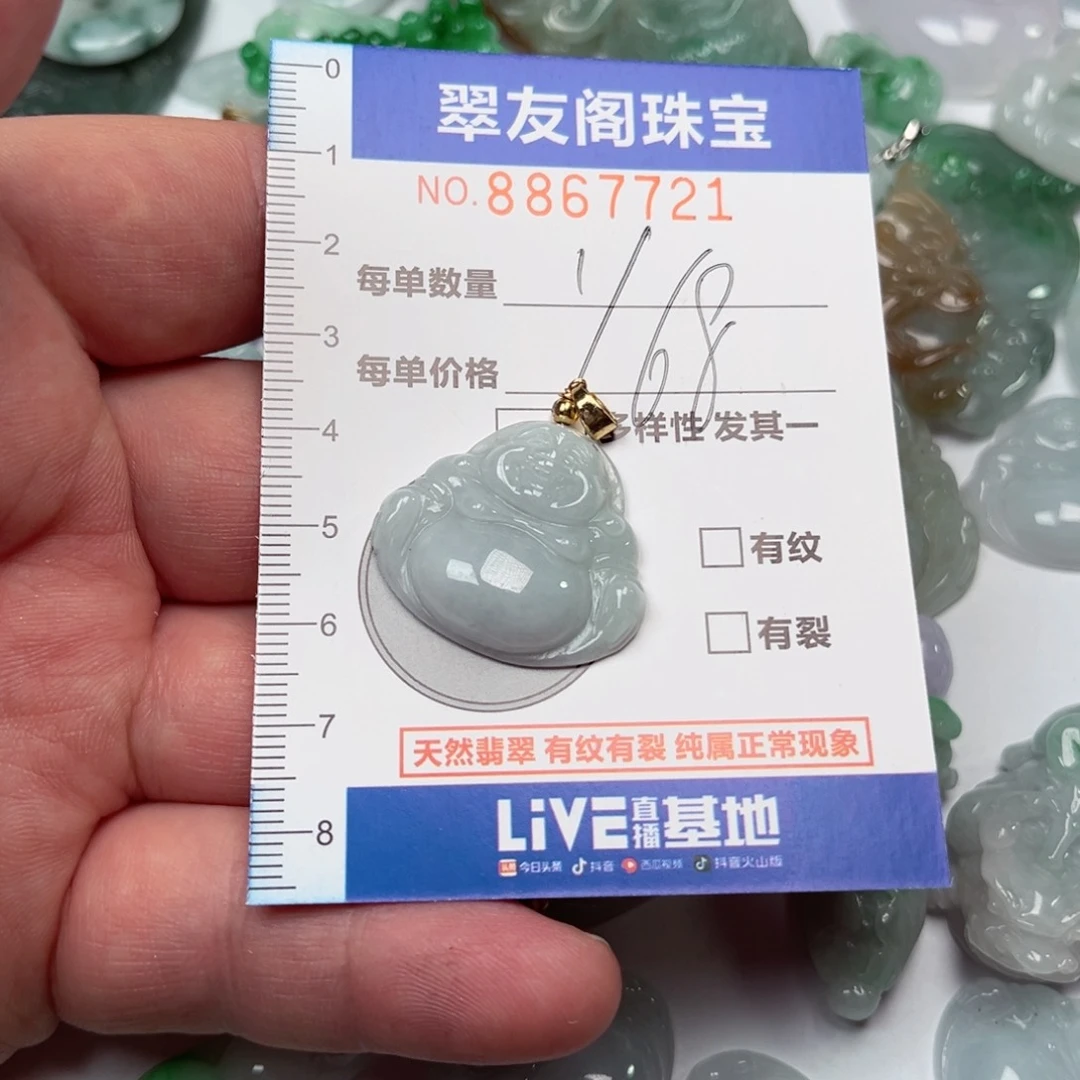 翠友阁珠宝
NO.8867721
每单数量 1
每单价格 168
多样性 发其一
有纹
有裂
天然翡翠 有纹有裂 纯属正常现象
LiVE直播基地
今日头条 抖音 西瓜视频 抖音火山版
0
1
2
3
4
5
6
7
8